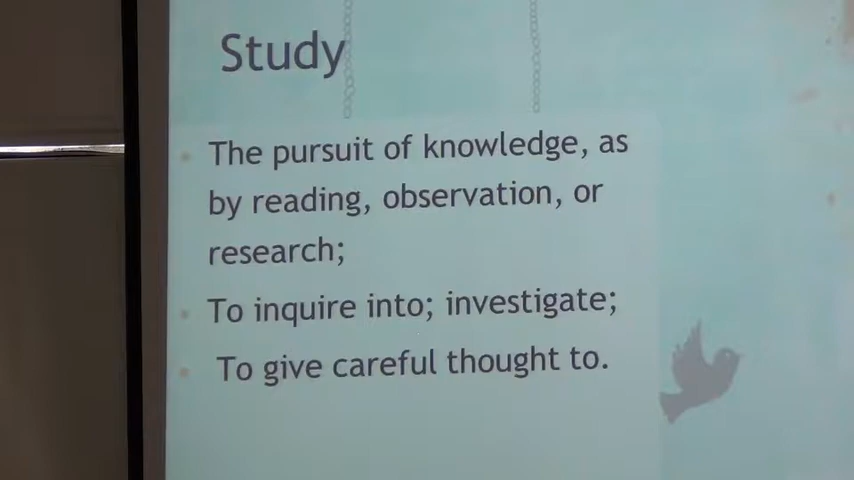 Study
The pursuit of knowledge, as
by reading, observation, or
research;
To inquire into; investigate;
To give careful thought to.